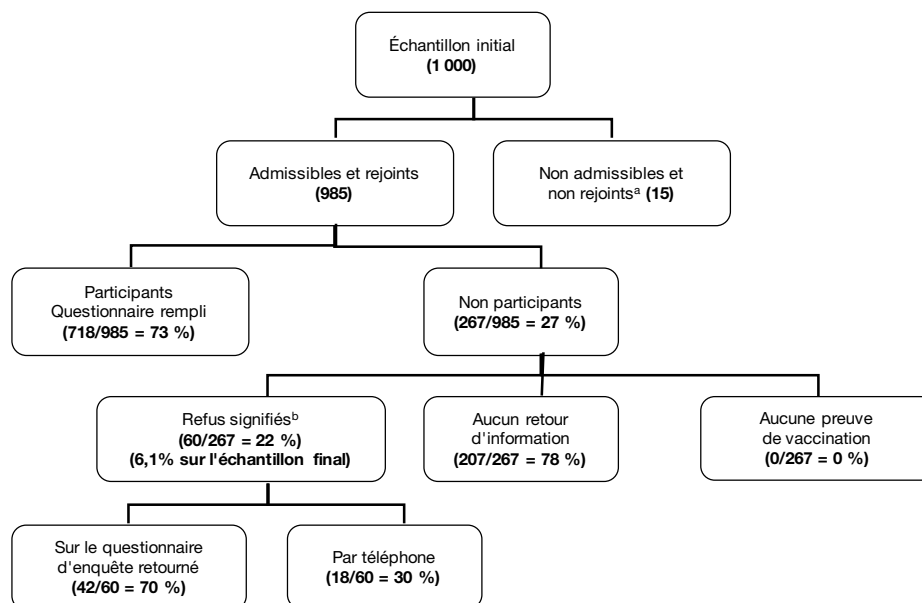 Échantillon initial
(1 000)
Admissibles et rejoints
(985)
Non admissibles et
non rejointsᵃ (15)
Participants
Questionnaire rempli
(718/985 = 73 %)
Non participants
(267/985 = 27 %)
Refus signifiésᵇ
(60/267 = 22 %)
(6,1% sur l'échantillon final)
Aucun retour
d'information
(207/267 = 78 %)
Aucune preuve
de vaccination
(0/267 = 0 %)
Sur le questionnaire
d'enquête retourné
(42/60 = 70 %)
Par téléphone
(18/60 = 30 %)